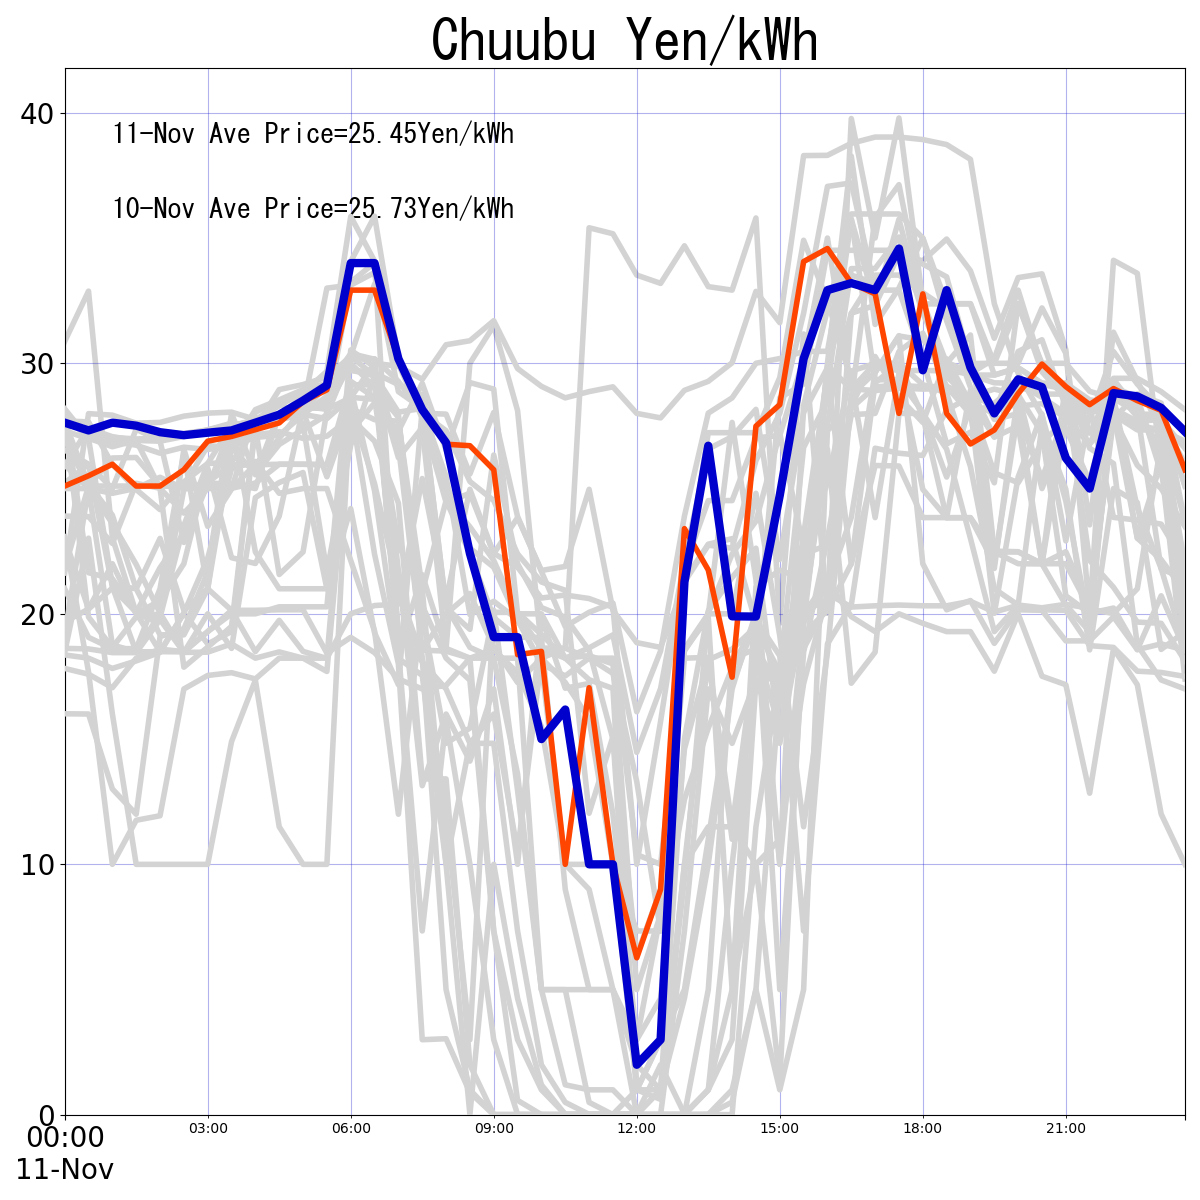 Chuubu Yen/kWh
11-Nov Ave Price=25.45Yen/kWh
10-Nov Ave Price=25.73Yen/kWh
40
30
20
10
0
00:00 03:00 06:00 09:00 12:00 15:00 18:00 21:00
11-Nov